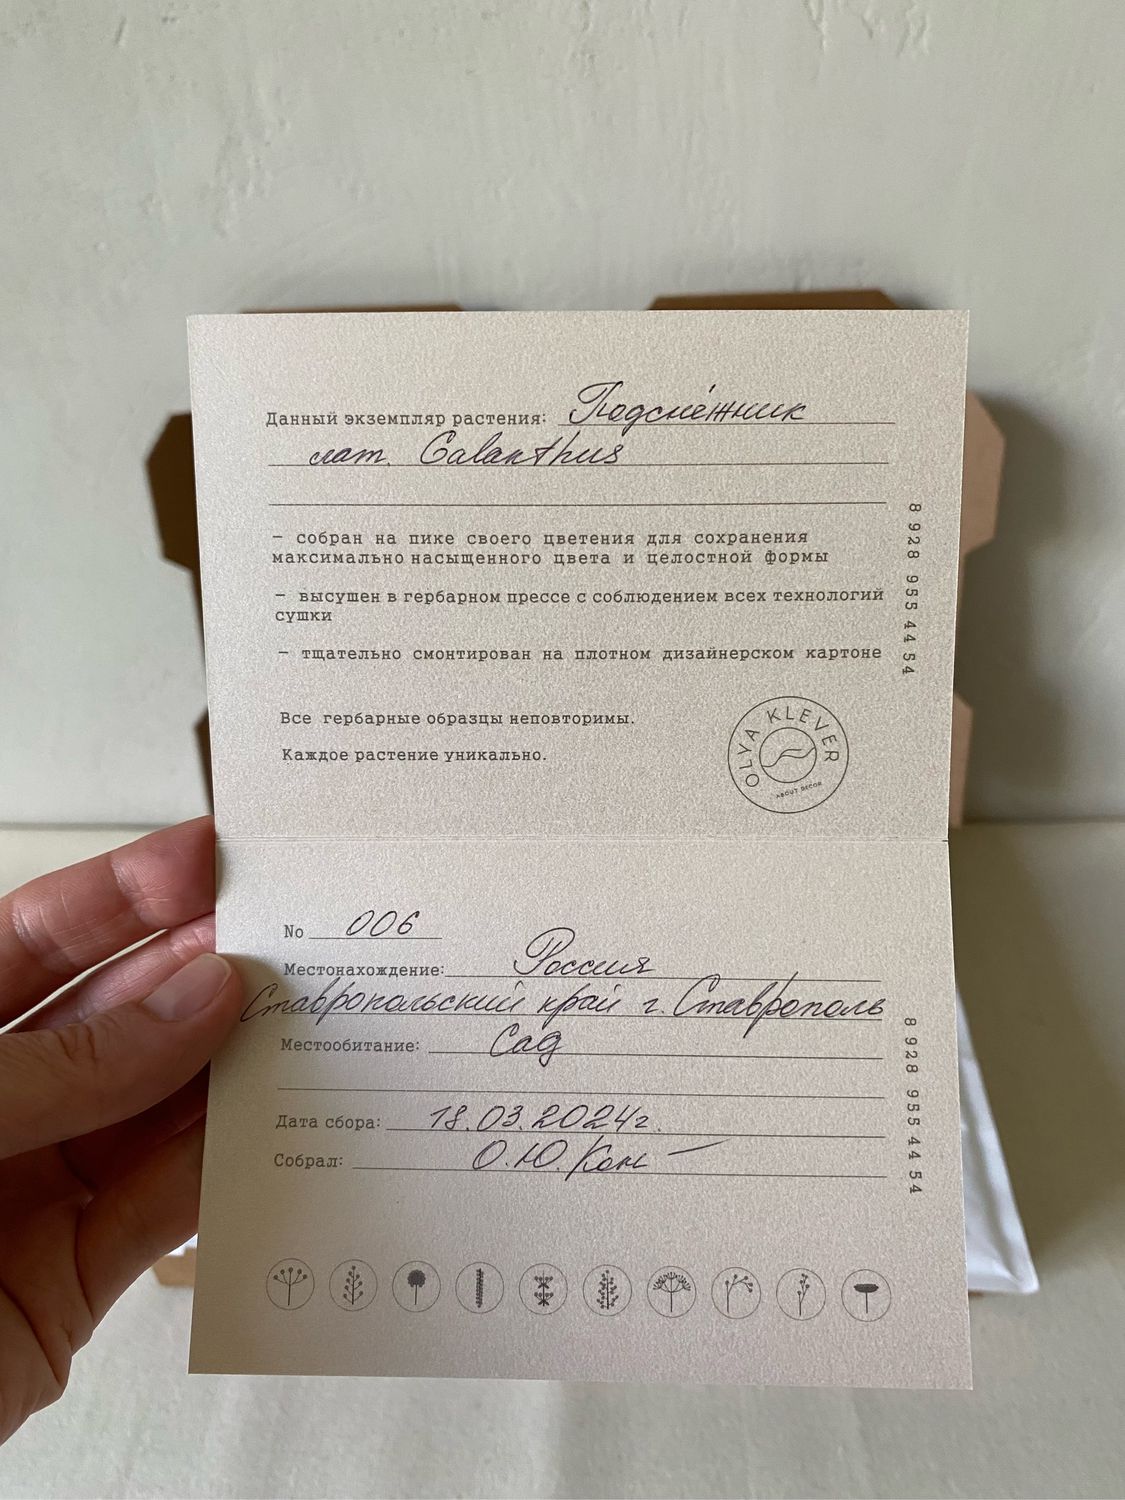 Данный экземпляр растения: Подснежник
лат. Galanthus
– собран на пике своего цветения для сохранения
максимально насыщенного цвета и целостной формы
– высушен в гербарном прессе с соблюдением всех технологий
сушки
– тщательно смонтирован на плотном дизайнерском картоне
Все гербарные образцы неповторимы.
Каждое растение уникально.
OLYA KLEVER
ABOUT DECOR
8 928 955 44 54
No 006
Местонахождение: Россия
Ставропольский край г. Ставрополь
Местообитание: Сад
Дата сбора: 18.03.2024г.
Собрал: О.Ю.
8 928 955 44 54